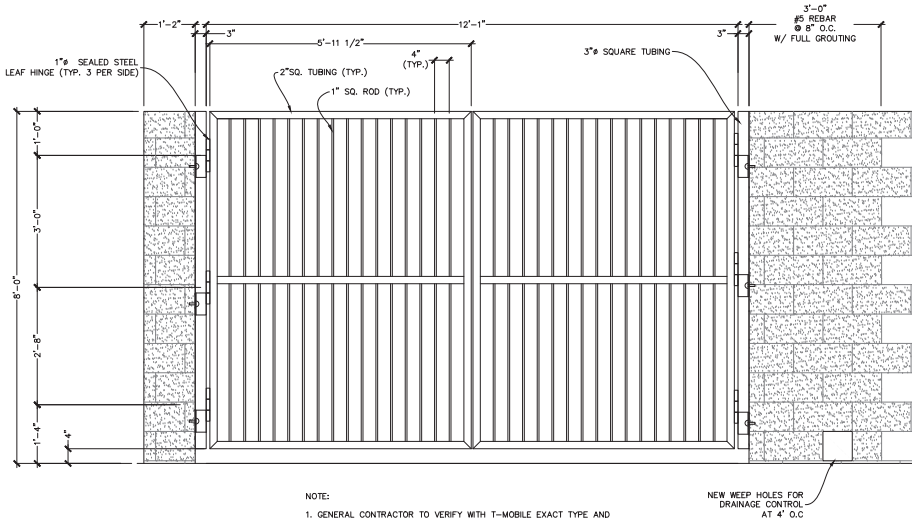 1'-2"
12'-1"
3'-0"
#5 REBAR
@ 8" O.C.
W/ FULL GROUTING
3"
3"
5'-11 1/2"
4"
(TYP.)
3"ø SQUARE TUBING
1"ø SEALED STEEL
LEAF HINGE (TYP. 3 PER SIDE)
2"SQ. TUBING (TYP.)
1" SQ. ROD (TYP.)
1'-0"
3'-0"
8'-0"
2'-8"
1'-4"
4"
NEW WEEP HOLES FOR
DRAINAGE CONTROL
AT 4' O.C
NOTE:
1. GENERAL CONTRACTOR TO VERIFY WITH T-MOBILE EXACT TYPE AND